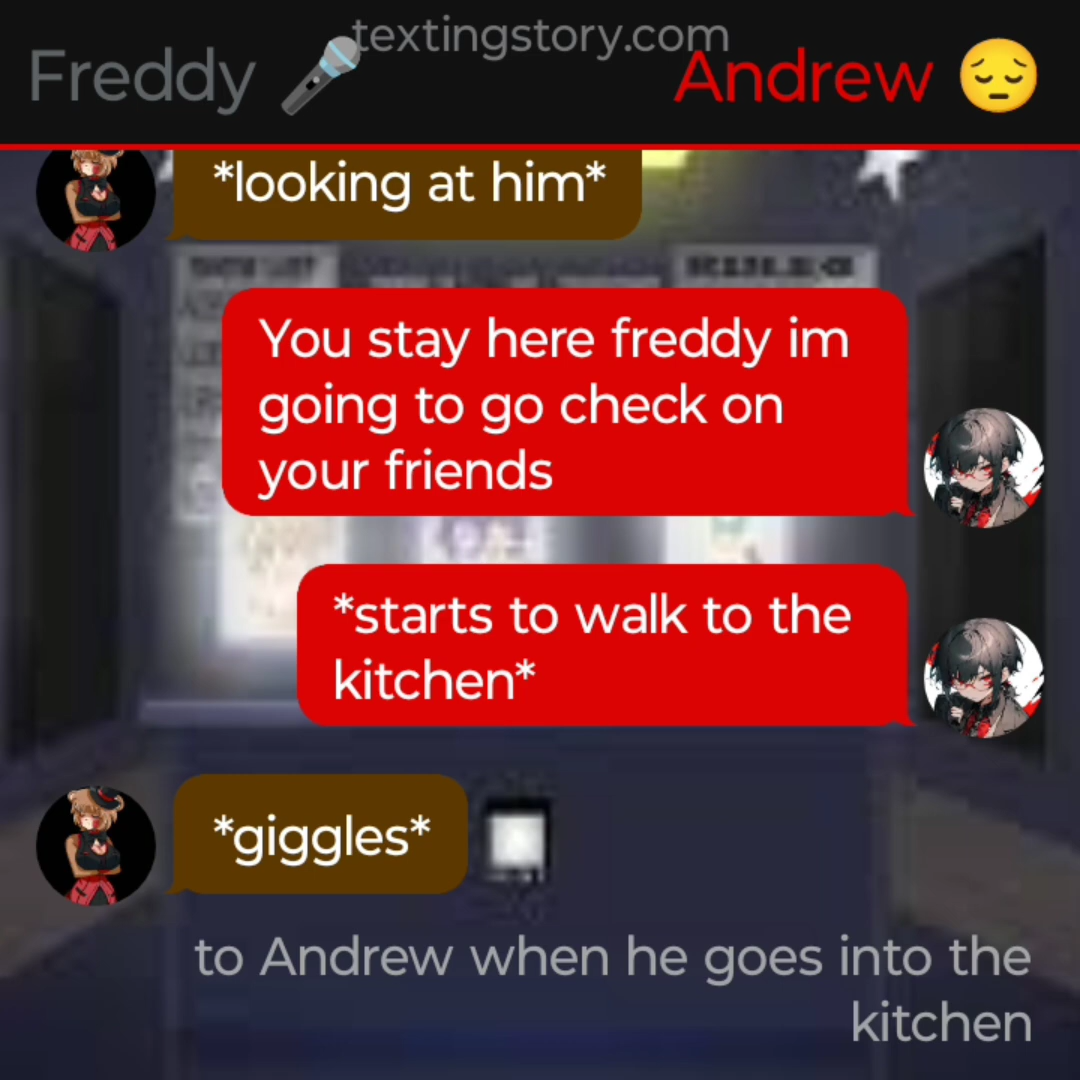 textingstory.com
Freddy 🎤 Andrew 😔
*looking at him*
You stay here freddy im
going to go check on
your friends
*starts to walk to the
kitchen*
*giggles*
to Andrew when he goes into the
kitchen